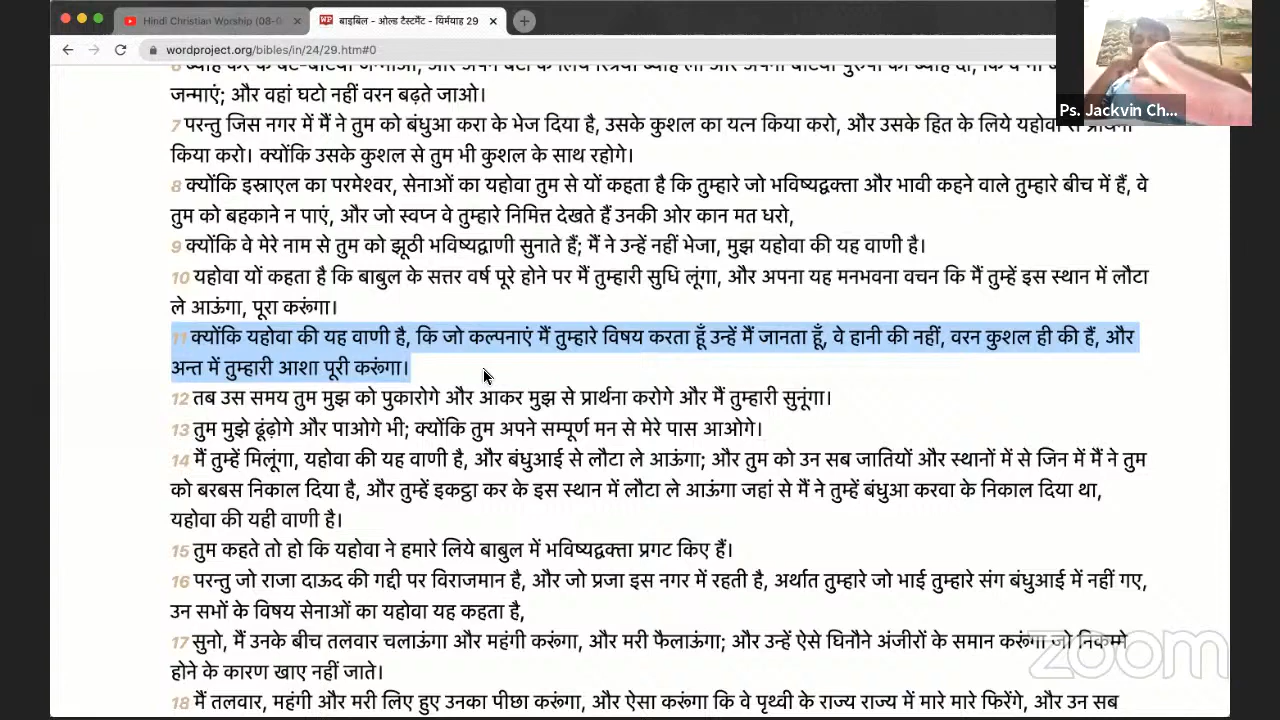 Hindi Christian Worship (08-0
बाइबिल - ओल्ड टैस्टमॅंट - यिर्मयाह 29
wordproject.org/bibles/in/24/29.htm#0
Ps. Jackvin Ch...
जन्माएं; और वहां घटो नहीं वरन बढ़ते जाओ।
7 परन्तु जिस नगर में मैं ने तुम को बंधुआ करा के भेज दिया है, उसके कुशल का यत्न किया करो, और उसके हित के लिये यहोवा से प्रार्थना
किया करो। क्योंकि उसके कुशल से तुम भी कुशल के साथ रहोगे।
8 क्योंकि इस्राएल का परमेश्वर, सेनाओं का यहोवा तुम से यों कहता है कि तुम्हारे जो भविष्यद्वक्ता और भावी कहने वाले तुम्हारे बीच में हैं, वे
तुम को बहकाने न पाएं, और जो स्वप्न वे तुम्हारे निमित्त देखते हैं उनकी ओर कान मत धरो,
9 क्योंकि वे मेरे नाम से तुम को झूठी भविष्यद्वाणी सुनाते हैं; मैं ने उन्हें नहीं भेजा, मुझ यहोवा की यह वाणी है।
10 यहोवा यों कहता है कि बाबुल के सत्तर वर्ष पूरे होने पर मैं तुम्हारी सुधि लूंगा, और अपना यह मनभवना वचन कि मैं तुम्हें इस स्थान में लौटा
ले आऊंगा, पूरा करूंगा।
11 क्योंकि यहोवा की यह वाणी है, कि जो कल्पनाएं मैं तुम्हारे विषय करता हूँ उन्हें मैं जानता हूँ, वे हानी की नहीं, वरन कुशल ही की हैं, और
अन्त में तुम्हारी आशा पूरी करूंगा।
12 तब उस समय तुम मुझ को पुकारोगे और आकर मुझ से प्रार्थना करोगे और मैं तुम्हारी सुनूंगा।
13 तुम मुझे ढूंढ़ोगे और पाओगे भी; क्योंकि तुम अपने सम्पूर्ण मन से मेरे पास आओगे।
14 मैं तुम्हें मिलूंगा, यहोवा की यह वाणी है, और बंधुआई से लौटा ले आऊंगा; और तुम को उन सब जातियों और स्थानों में से जिन में मैं ने तुम
को बरबस निकाल दिया है, और तुम्हें इकट्ठा कर के इस स्थान में लौटा ले आऊंगा जहां से मैं ने तुम्हें बंधुआ करवा के निकाल दिया था,
यहोवा की यही वाणी है।
15 तुम कहते तो हो कि यहोवा ने हमारे लिये बाबुल में भविष्यद्वक्ता प्रगट किए हैं।
16 परन्तु जो राजा दाऊद की गद्दी पर विराजमान है, और जो प्रजा इस नगर में रहती है, अर्थात तुम्हारे जो भाई तुम्हारे संग बंधुआई में नहीं गए,
उन सभों के विषय सेनाओं का यहोवा यह कहता है,
17 सुनो, मैं उनके बीच तलवार चलाऊंगा और महंगी करूंगा, और मरी फैलाऊंगा; और उन्हें ऐसे घिनौने अंजीरों के समान करूंगा जो निकम्मे
होने के कारण खाए नहीं जाते।
zoom
18 मैं तलवार, महंगी और मरी लिए हुए उनका पीछा करूंगा, और ऐसा करूंगा कि वे पृथ्वी के राज्य राज्य में मारे मारे फिरेंगे, और उन सब